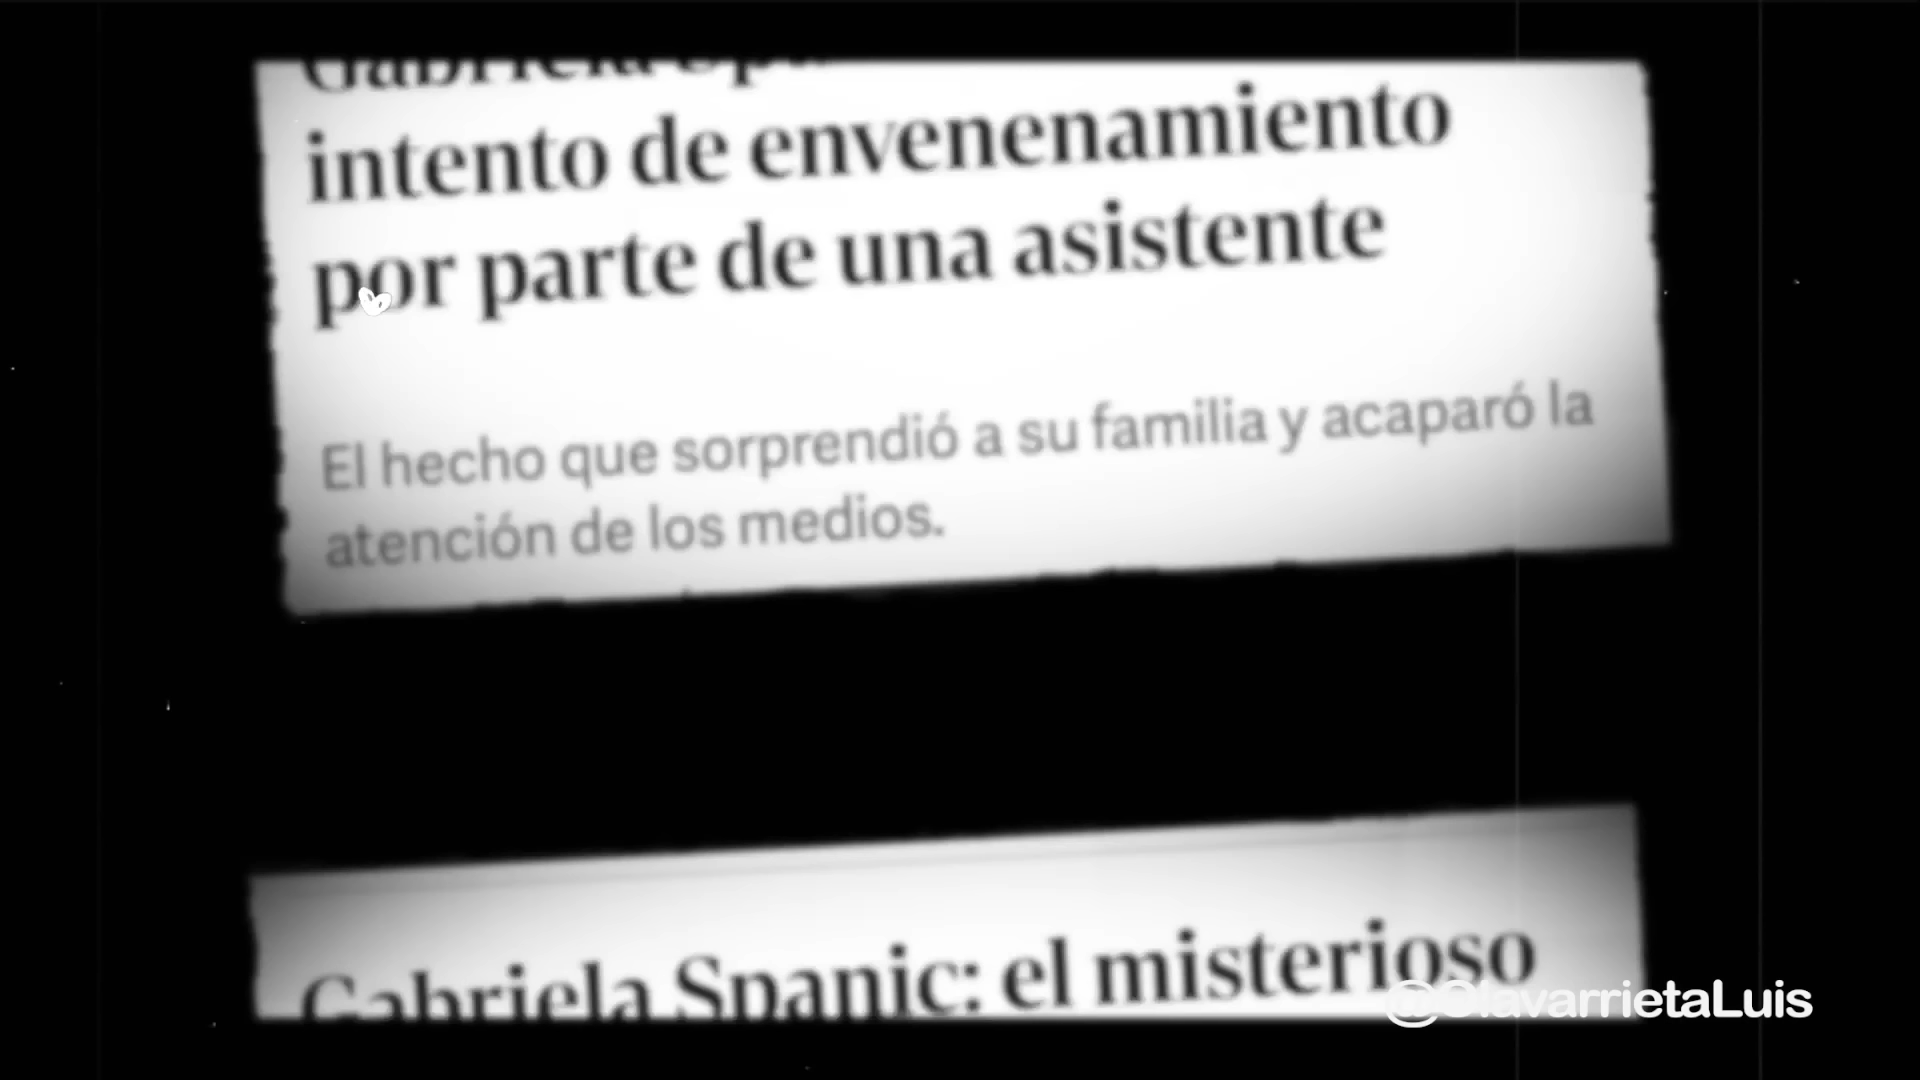 Gabriela
intento de envenenamiento
por parte de una asistente
El hecho que sorprendió a su familia y acaparó la
atención de los medios.
Gabriela Spanic: el misterioso
@OlavarrietaLuis